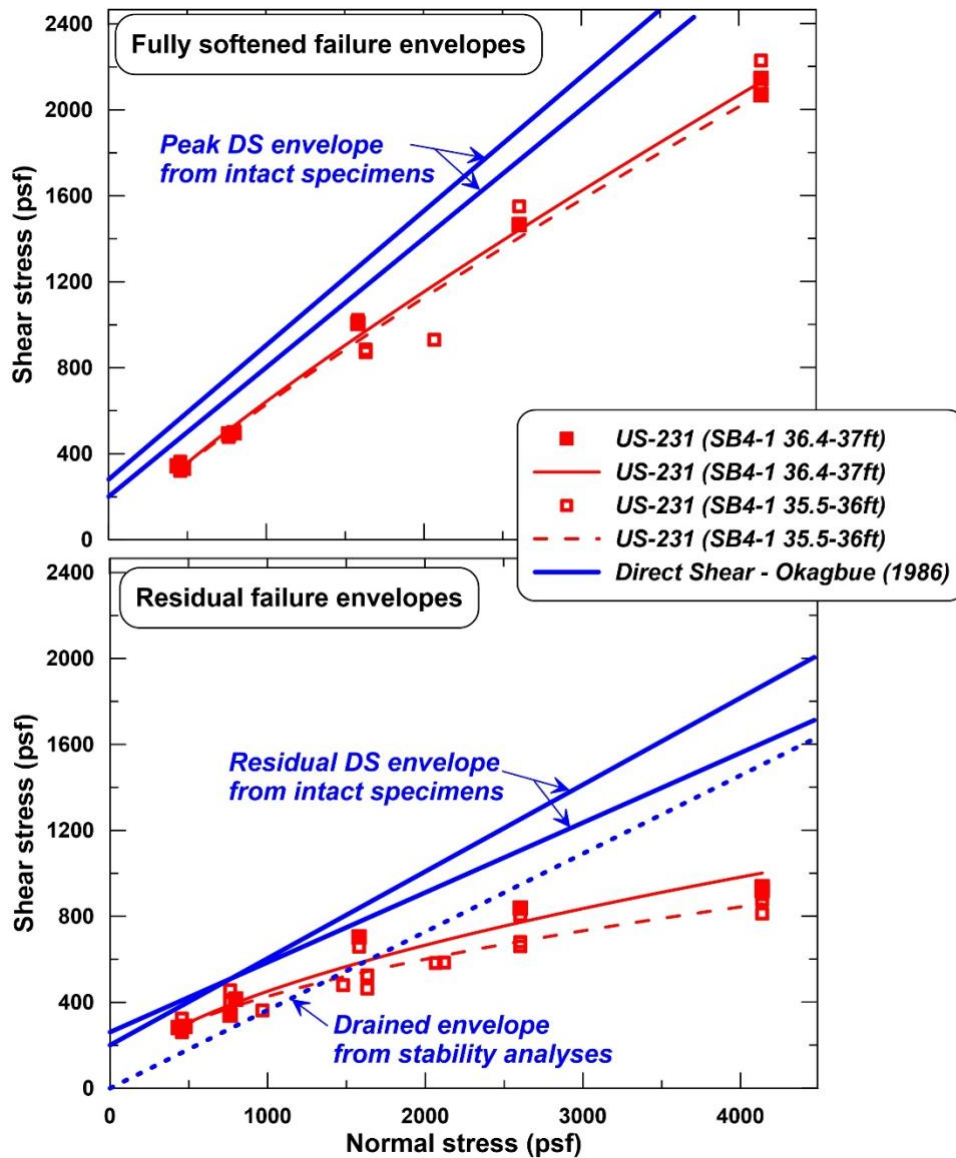 2400
Fully softened failure envelopes
2000
Peak DS envelope
from intact specimens
1600
Shear stress (psf)
1200
800
400
0
US-231 (SB4-1 36.4-37ft)
US-231 (SB4-1 36.4-37ft)
US-231 (SB4-1 35.5-36ft)
US-231 (SB4-1 35.5-36ft)
Direct Shear - Okagbue (1986)
2400
Residual failure envelopes
2000
1600
Residual DS envelope
from intact specimens
Shear stress (psf)
1200
800
400
Drained envelope
from stability analyses
0
0 1000 2000 3000 4000
Normal stress (psf)